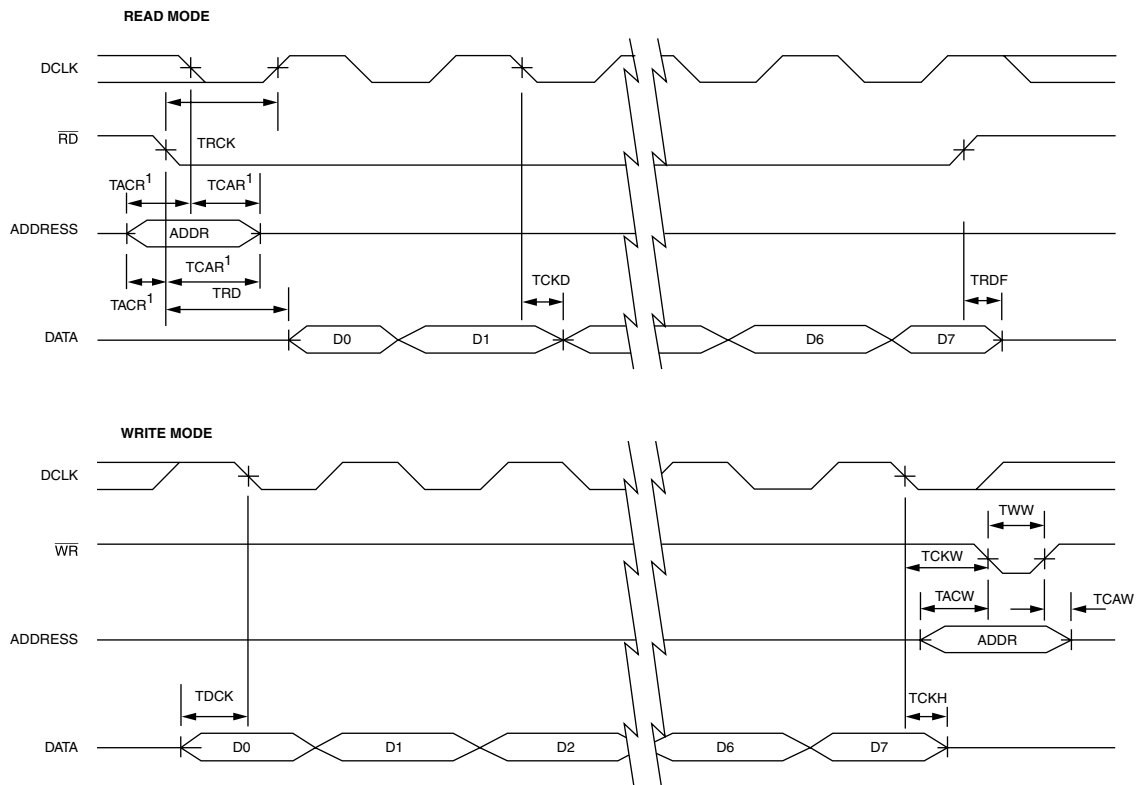 READ MODE
DCLK
TRCK
RD
TACR1 TCAR1
ADDRESS ADDR
TCAR1
TACR1 TRD TCKD TRDF
DATA D0 D1 D6 D7
WRITE MODE
DCLK
TWW
WR
TCKW
TACW TCAW
ADDRESS ADDR
TDCK TCKH
DATA D0 D1 D2 D6 D7